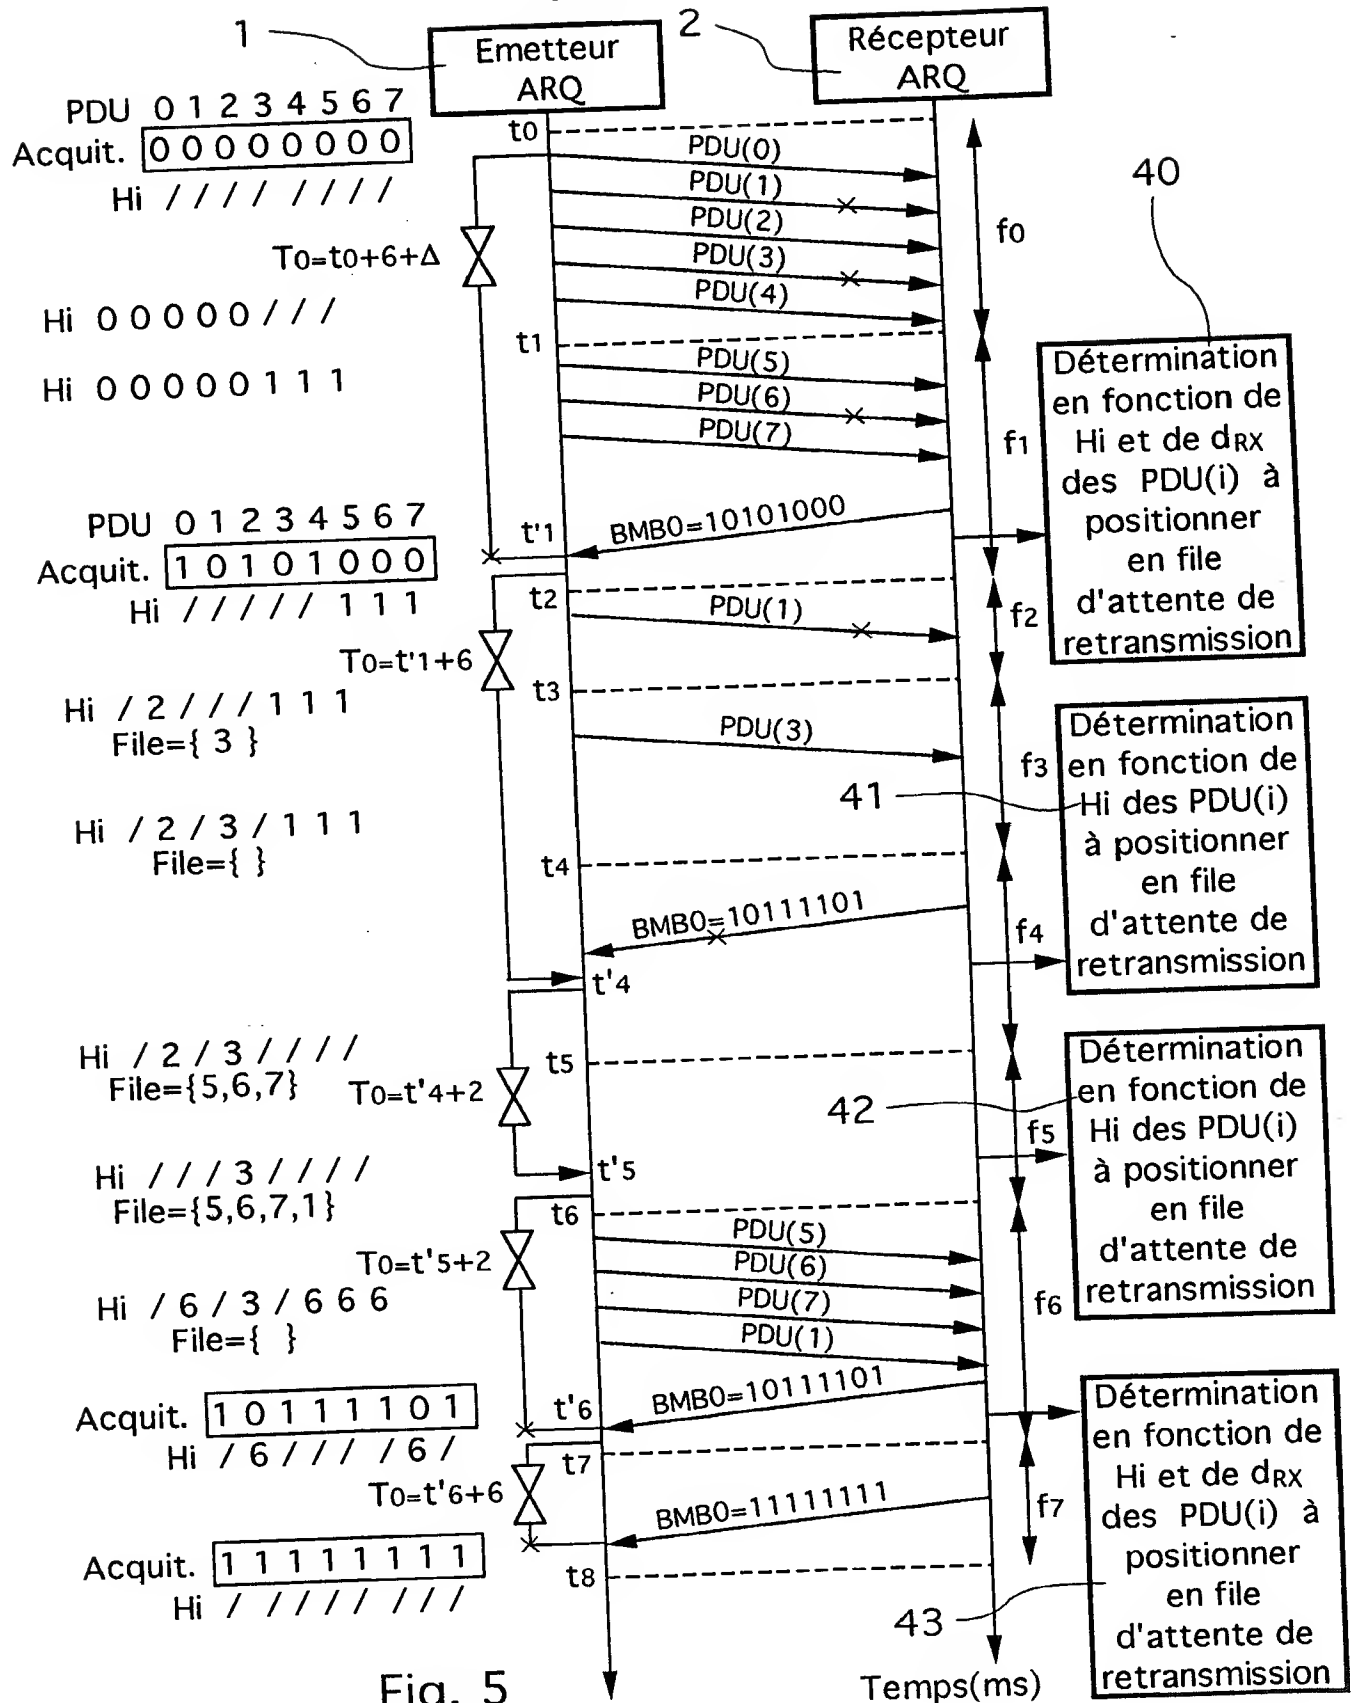 1
Emetteur
ARQ
2
Récepteur
ARQ
PDU 0 1 2 3 4 5 6 7
Acquit. 0 0 0 0 0 0 0 0
Hi / / / / / / / /
t0
PDU(0)
PDU(1)
PDU(2)
PDU(3)
PDU(4)
f0
T0=t0+6+Δ
40
Hi 0 0 0 0 0 / / /
t1
Hi 0 0 0 0 0 1 1 1
PDU(5)
PDU(6)
PDU(7)
f1
Détermination
en fonction de
Hi et de dRX
des PDU(i) à
positionner
en file
d'attente de
retransmission
PDU 0 1 2 3 4 5 6 7
Acquit. 1 0 1 0 1 0 0 0
Hi / / / / / 1 1 1
t'1
BMB0=10101000
t2
PDU(1)
f2
T0=t'1+6
t3
Hi / 2 / / / 1 1 1
File={ 3 }
PDU(3)
f3
41
Détermination
en fonction de
Hi des PDU(i)
à positionner
en file
d'attente de
retransmission
Hi / 2 / 3 / 1 1 1
File={ }
t4
BMB0=10111101
f4
t'4
Hi / 2 / 3 / / / /
File={5,6,7}
T0=t'4+2
t5
42
f5
Détermination
en fonction de
Hi des PDU(i)
à positionner
en file
d'attente de
retransmission
Hi / / / 3 / / / /
File={5,6,7,1}
t'5
t6
T0=t'5+2
PDU(5)
PDU(6)
PDU(7)
PDU(1)
f6
Hi / 6 / 3 / 6 6 6
File={ }
Acquit. 1 0 1 1 1 1 0 1
Hi / 6 / / / / 6 /
t'6
BMB0=10111101
t7
T0=t'6+6
BMB0=11111111
f7
Détermination
en fonction de
Hi et de dRX
des PDU(i) à
positionner
en file
d'attente de
retransmission
Acquit. 1 1 1 1 1 1 1 1
Hi / / / / / / / /
t8
43
Fig. 5
Temps(ms)